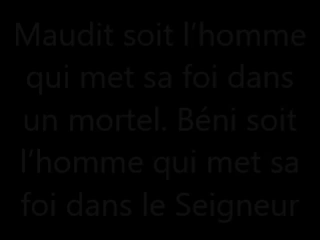 Maudit soit l’homme
qui met sa foi dans
un mortel. Béni soit
l’homme qui met sa
foi dans le Seigneur